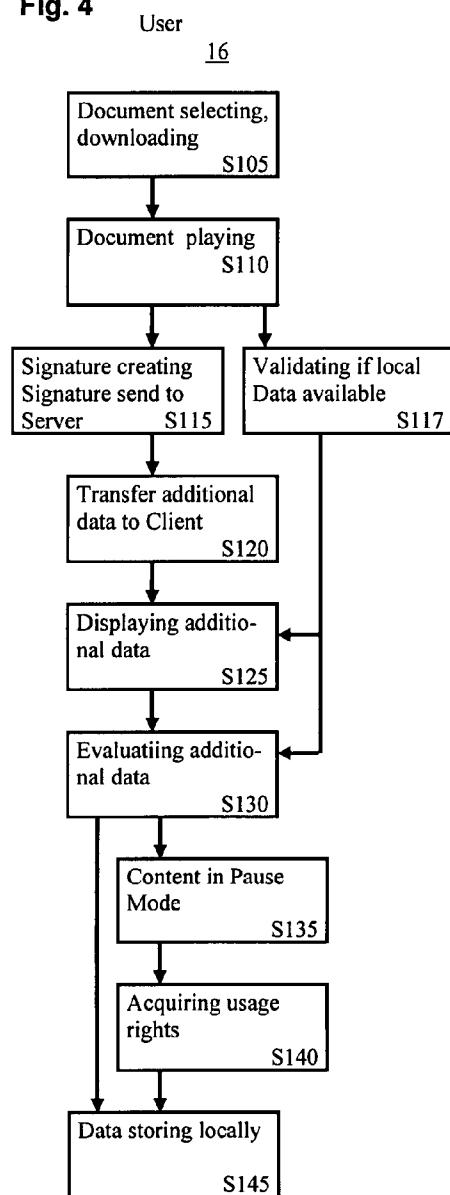 Fig. 4
User
16
Document selecting,
downloading
S105
Document playing
S110
Signature creating
Signature send to
Server S115
Validating if local
Data available
S117
Transfer additional
data to Client
S120
Displaying additio-
nal data
S125
Evaluatiing additio-
nal data
S130
Content in Pause
Mode
S135
Acquiring usage
rights
S140
Data storing locally
S145